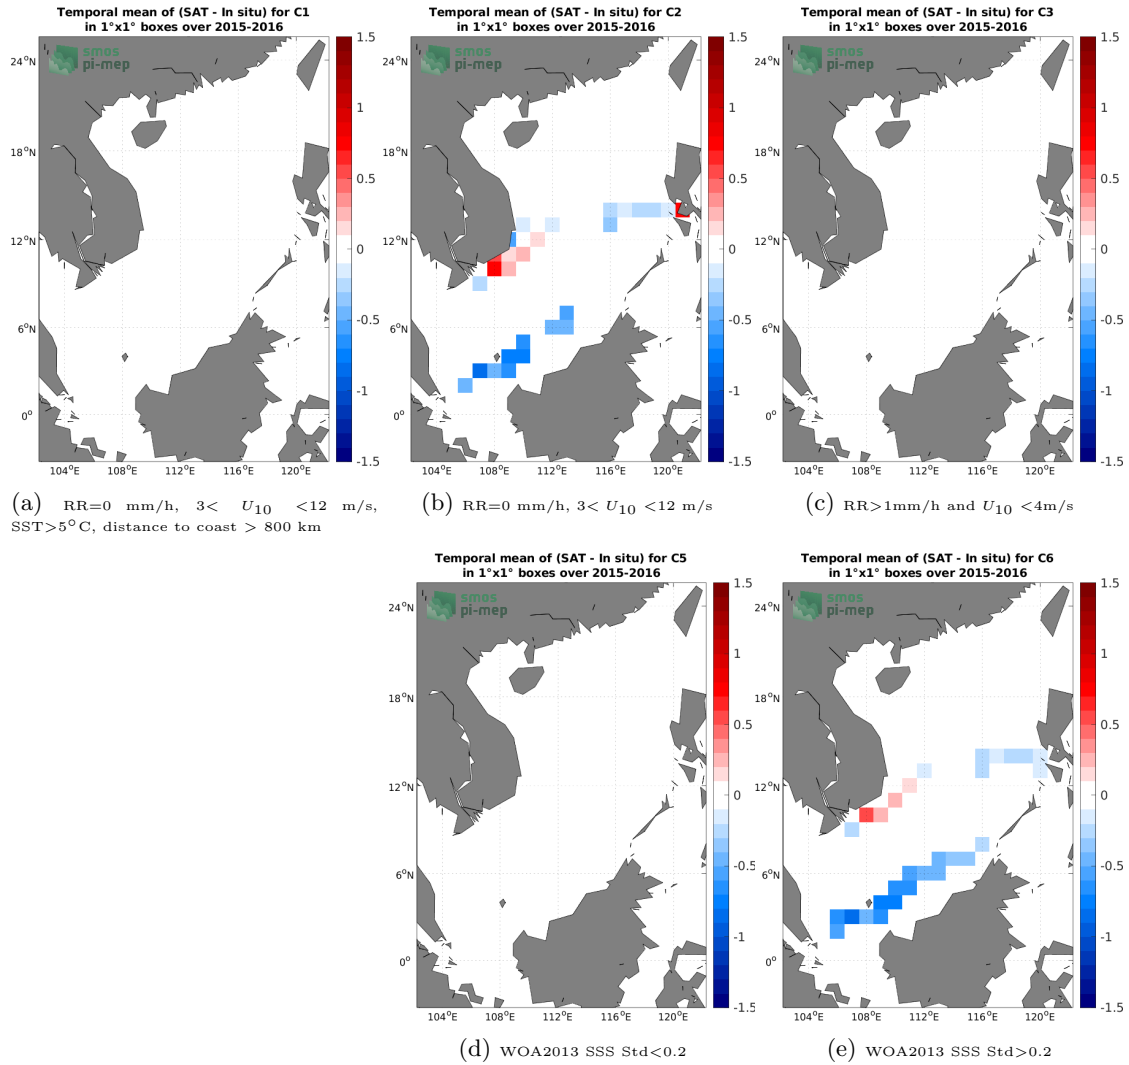 Temporal mean of (SAT - In situ) for C1
in 1°x1° boxes over 2015-2016
smos
pi-mep
24°N
18°N
12°N
6°N
0°
104°E 108°E 112°E 116°E 120°E
1.5
1
0.5
0
-0.5
-1
-1.5
(a) RR=0 mm/h, 3< U10 <12 m/s,
SST>5°C, distance to coast > 800 km
Temporal mean of (SAT - In situ) for C2
in 1°x1° boxes over 2015-2016
smos
pi-mep
24°N
18°N
12°N
6°N
0°
104°E 108°E 112°E 116°E 120°E
1.5
1
0.5
0
-0.5
-1
-1.5
(b) RR=0 mm/h, 3< U10 <12 m/s
Temporal mean of (SAT - In situ) for C3
in 1°x1° boxes over 2015-2016
smos
pi-mep
24°N
18°N
12°N
6°N
0°
104°E 108°E 112°E 116°E 120°E
1.5
1
0.5
0
-0.5
-1
-1.5
(c) RR>1mm/h and U10 <4m/s
Temporal mean of (SAT - In situ) for C5
in 1°x1° boxes over 2015-2016
smos
pi-mep
24°N
18°N
12°N
6°N
0°
104°E 108°E 112°E 116°E 120°E
1.5
1
0.5
0
-0.5
-1
-1.5
(d) WOA2013 SSS Std<0.2
Temporal mean of (SAT - In situ) for C6
in 1°x1° boxes over 2015-2016
smos
pi-mep
24°N
18°N
12°N
6°N
0°
104°E 108°E 112°E 116°E 120°E
1.5
1
0.5
0
-0.5
-1
-1.5
(e) WOA2013 SSS Std>0.2